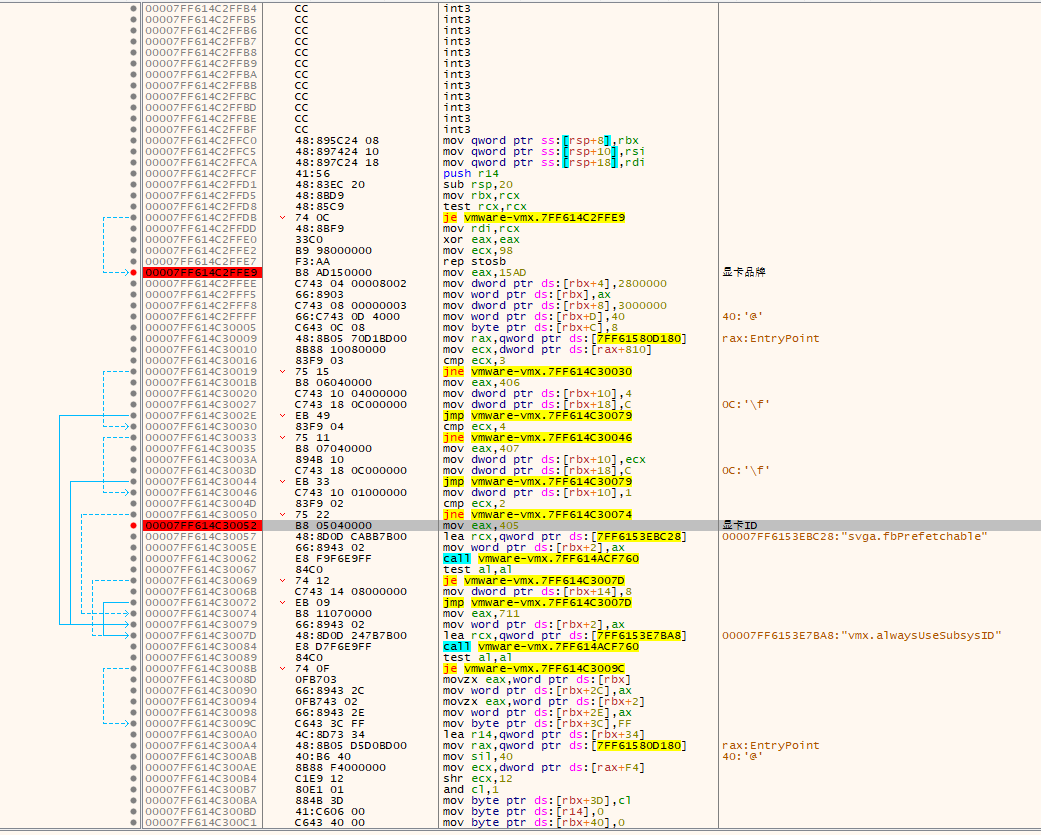 00007FF614C2FFB4 CC int3
00007FF614C2FFB5 CC int3
00007FF614C2FFB6 CC int3
00007FF614C2FFB7 CC int3
00007FF614C2FFB8 CC int3
00007FF614C2FFB9 CC int3
00007FF614C2FFBA CC int3
00007FF614C2FFBB CC int3
00007FF614C2FFBC CC int3
00007FF614C2FFBD CC int3
00007FF614C2FFBE CC int3
00007FF614C2FFBF CC int3
00007FF614C2FFC0 48:895C24 08 mov qword ptr ss:[rsp+8],rbx
00007FF614C2FFC5 48:897424 10 mov qword ptr ss:[rsp+10],rsi
00007FF614C2FFCA 48:897C24 18 mov qword ptr ss:[rsp+18],rdi
00007FF614C2FFCF 41:56 push r14
00007FF614C2FFD1 48:83EC 20 sub rsp,20
00007FF614C2FFD5 48:8BD9 mov rbx,rcx
00007FF614C2FFD8 48:85C9 test rcx,rcx
00007FF614C2FFDB 74 0C je vmware-vmx.7FF614C2FFE9
00007FF614C2FFDD 48:8BF9 mov rdi,rcx
00007FF614C2FFE0 33C0 xor eax,eax
00007FF614C2FFE2 B9 98000000 mov ecx,98
00007FF614C2FFE7 F3:AA rep stosb
00007FF614C2FFE9 B8 AD150000 mov eax,15AD 显卡品牌
00007FF614C2FFEE C743 04 00008002 mov dword ptr ds:[rbx+4],2800000
00007FF614C2FFF5 66:8903 mov word ptr ds:[rbx],ax
00007FF614C2FFF8 C743 08 00000003 mov dword ptr ds:[rbx+8],3000000
00007FF614C2FFFF 66:C743 0D 4000 mov word ptr ds:[rbx+D],40 40:'@'
00007FF614C30005 C643 0C 08 mov byte ptr ds:[rbx+C],8
00007FF614C30009 48:8B05 70D1BD00 mov rax,qword ptr ds:[7FF61580D180] rax:EntryPoint
00007FF614C30010 8B88 10080000 mov ecx,dword ptr ds:[rax+810]
00007FF614C30016 83F9 03 cmp ecx,3
00007FF614C30019 75 15 jne vmware-vmx.7FF614C30030
00007FF614C3001B B8 06040000 mov eax,406
00007FF614C30020 C743 10 04000000 mov dword ptr ds:[rbx+10],4
00007FF614C30027 C743 18 0C000000 mov dword ptr ds:[rbx+18],C 0C:'\f'
00007FF614C3002E EB 49 jmp vmware-vmx.7FF614C30079
00007FF614C30030 83F9 04 cmp ecx,4
00007FF614C30033 75 11 jne vmware-vmx.7FF614C30046
00007FF614C30035 B8 07040000 mov eax,407
00007FF614C3003A 894B 10 mov dword ptr ds:[rbx+10],ecx
00007FF614C3003D C743 18 0C000000 mov dword ptr ds:[rbx+18],C 0C:'\f'
00007FF614C30044 EB 33 jmp vmware-vmx.7FF614C30079
00007FF614C30046 C743 10 01000000 mov dword ptr ds:[rbx+10],1
00007FF614C3004D 83F9 02 cmp ecx,2
00007FF614C30050 75 22 jne vmware-vmx.7FF614C30074
00007FF614C30052 B8 05040000 mov eax,405 显卡ID
00007FF614C30057 48:8D0D CABB7B00 lea rcx,qword ptr ds:[7FF6153EBC28] 00007FF6153EBC28:"svga.fbPrefetchable"
00007FF614C3005E 66:8943 02 mov word ptr ds:[rbx+2],ax
00007FF614C30062 E8 F9F6E9FF call vmware-vmx.7FF614ACF760
00007FF614C30067 84C0 test al,al
00007FF614C30069 74 12 je vmware-vmx.7FF614C3007D
00007FF614C3006B C743 14 08000000 mov dword ptr ds:[rbx+14],8
00007FF614C30072 EB 09 jmp vmware-vmx.7FF614C3007D
00007FF614C30074 B8 11070000 mov eax,711
00007FF614C30079 66:8943 02 mov word ptr ds:[rbx+2],ax
00007FF614C3007D 48:8D0D 247B7B00 lea rcx,qword ptr ds:[7FF6153E7BA8] 00007FF6153E7BA8:"vmx.alwaysUseSubsysID"
00007FF614C30084 E8 D7F6E9FF call vmware-vmx.7FF614ACF760
00007FF614C30089 84C0 test al,al
00007FF614C3008B 74 0F je vmware-vmx.7FF614C3009C
00007FF614C3008D 0FB703 movzx eax,word ptr ds:[rbx]
00007FF614C30090 66:8943 2C mov word ptr ds:[rbx+2C],ax
00007FF614C30094 0FB743 02 movzx eax,word ptr ds:[rbx+2]
00007FF614C30098 66:8943 2E mov word ptr ds:[rbx+2E],ax
00007FF614C3009C C643 3C FF mov byte ptr ds:[rbx+3C],FF
00007FF614C300A0 4C:8D73 34 lea r14,qword ptr ds:[rbx+34]
00007FF614C300A4 48:8B05 D5D0BD00 mov rax,qword ptr ds:[7FF61580D180] rax:EntryPoint
00007FF614C300AB 40:B6 40 mov sil,40 40:'@'
00007FF614C300AE 8B88 F4000000 mov ecx,dword ptr ds:[rax+F4]
00007FF614C300B4 C1E9 12 shr ecx,12
00007FF614C300B7 80E1 01 and cl,1
00007FF614C300BA 884B 3D mov byte ptr ds:[rbx+3D],cl
00007FF614C300BD 41:C606 00 mov byte ptr ds:[r14],0
00007FF614C300C1 C643 40 00 mov byte ptr ds:[rbx+40],0